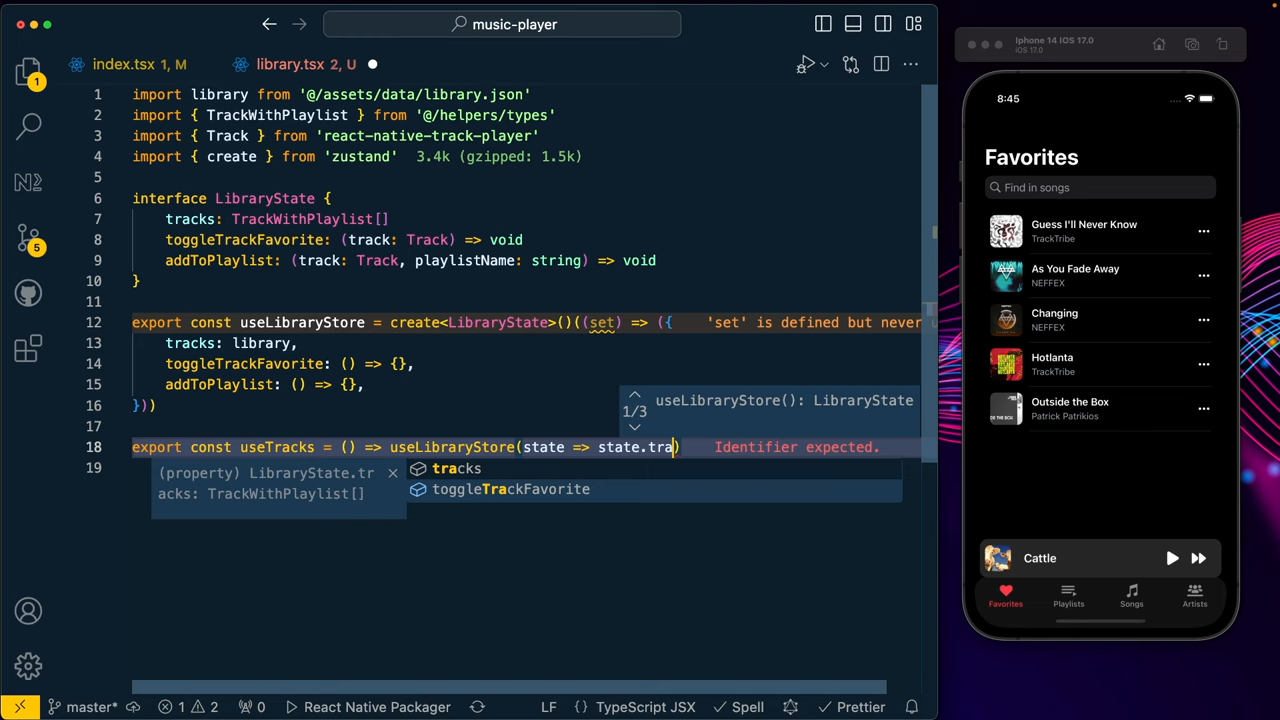 music-player
index.tsx 1, M
library.tsx 2, U
1 import library from '@/assets/data/library.json'
2 import { TrackWithPlaylist } from '@/helpers/types'
3 import { Track } from 'react-native-track-player'
4 import { create } from 'zustand' 3.4k (gzipped: 1.5k)
5
6 interface LibraryState {
7 tracks: TrackWithPlaylist[]
8 toggleTrackFavorite: (track: Track) => void
9 addToPlaylist: (track: Track, playlistName: string) => void
10 }
11
12 export const useLibraryStore = create<LibraryState>()((set) => ({ 'set' is defined but never u
13 tracks: library,
14 toggleTrackFavorite: () => {},
15 addToPlaylist: () => {},
16 }))
1/3 useLibraryStore(): LibraryState
17
18 export const useTracks = () => useLibraryStore(state => state.tra) Identifier expected.
19
(property) LibraryState.tr
acks: TrackWithPlaylist[]
tracks
toggleTrackFavorite
1
5
master* 1 2 0 React Native Packager LF {} TypeScript JSX Spell Prettier
Iphone 14 IOS 17.0
iOS 17.0
8:45
Favorites
Find in songs
Guess I'll Never Know
TrackTribe
As You Fade Away
NEFFEX
Changing
NEFFEX
Hotlanta
TrackTribe
Outside the Box
Patrick Patrikios
Cattle
Favorites Playlists Songs Artists